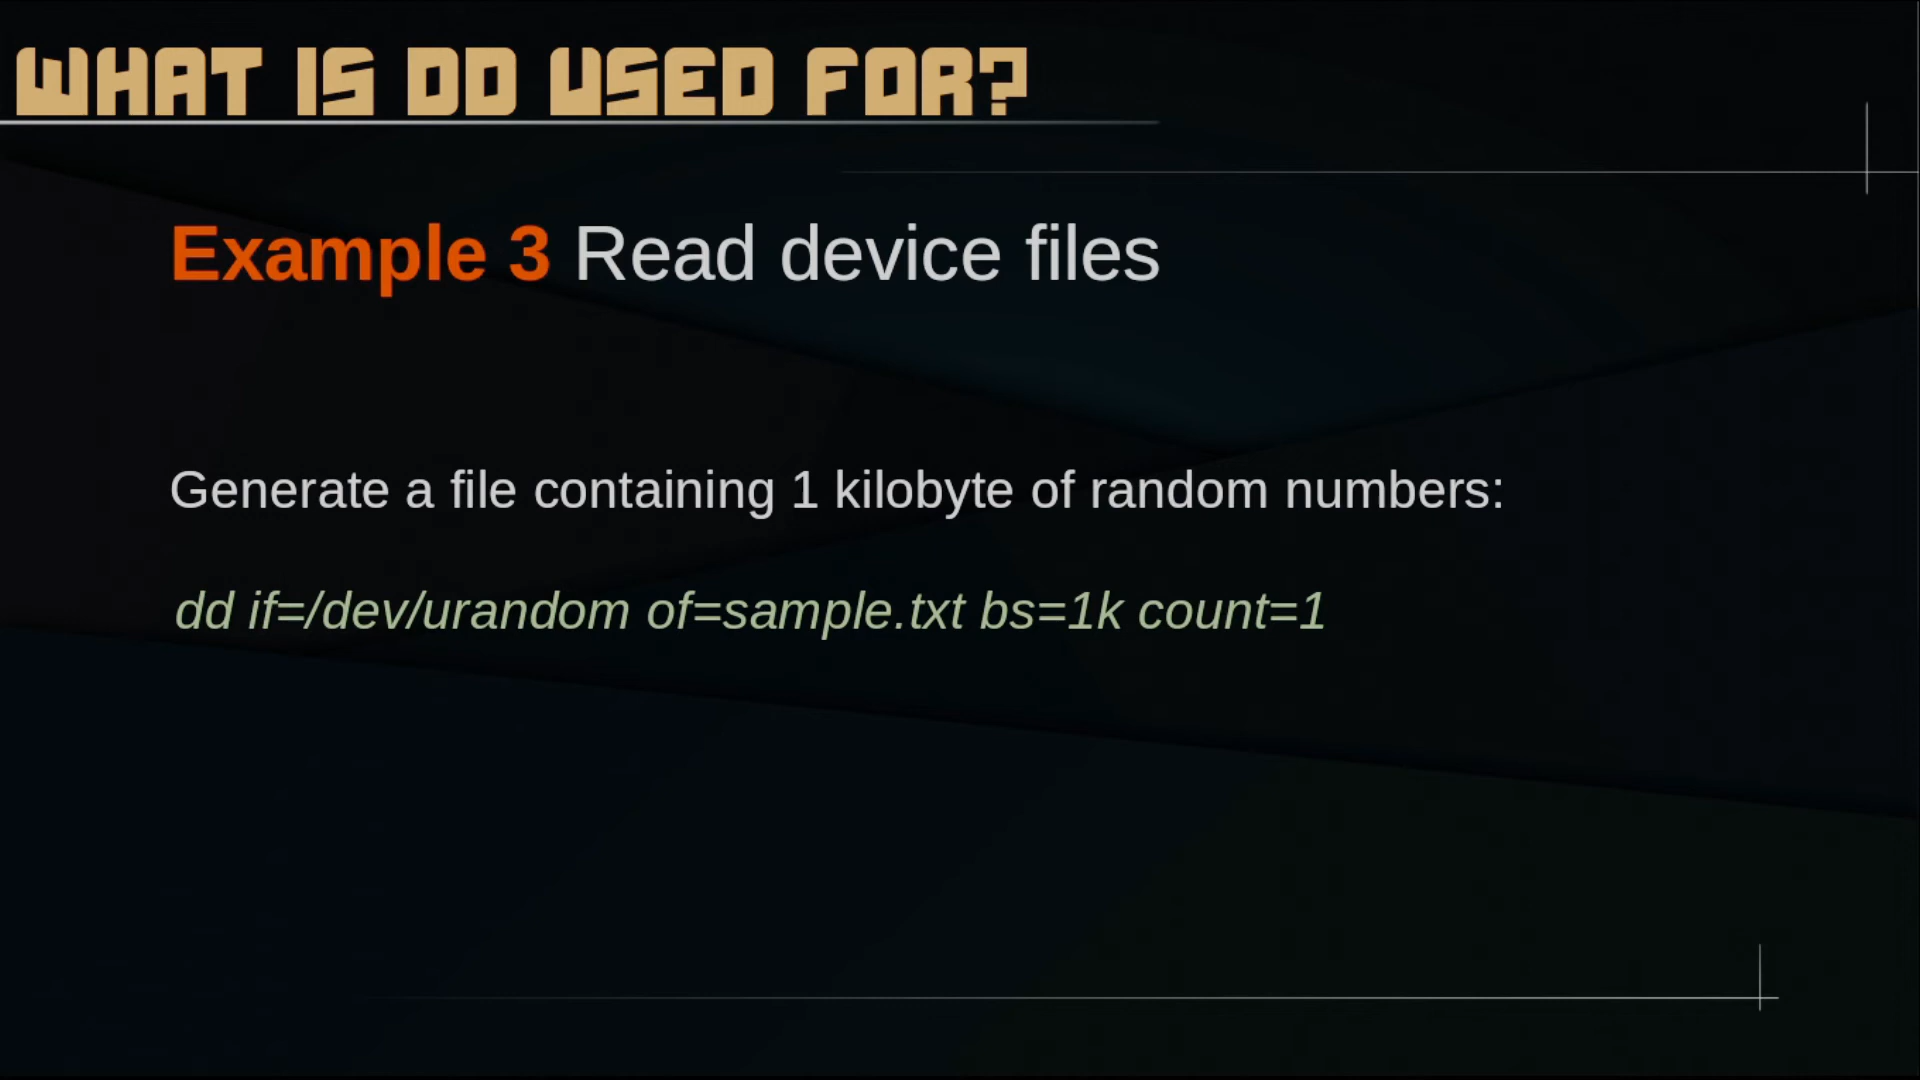 WHAT IS DD USED FOR?
Example 3 Read device files
Generate a file containing 1 kilobyte of random numbers:
dd if=/dev/urandom of=sample.txt bs=1k count=1